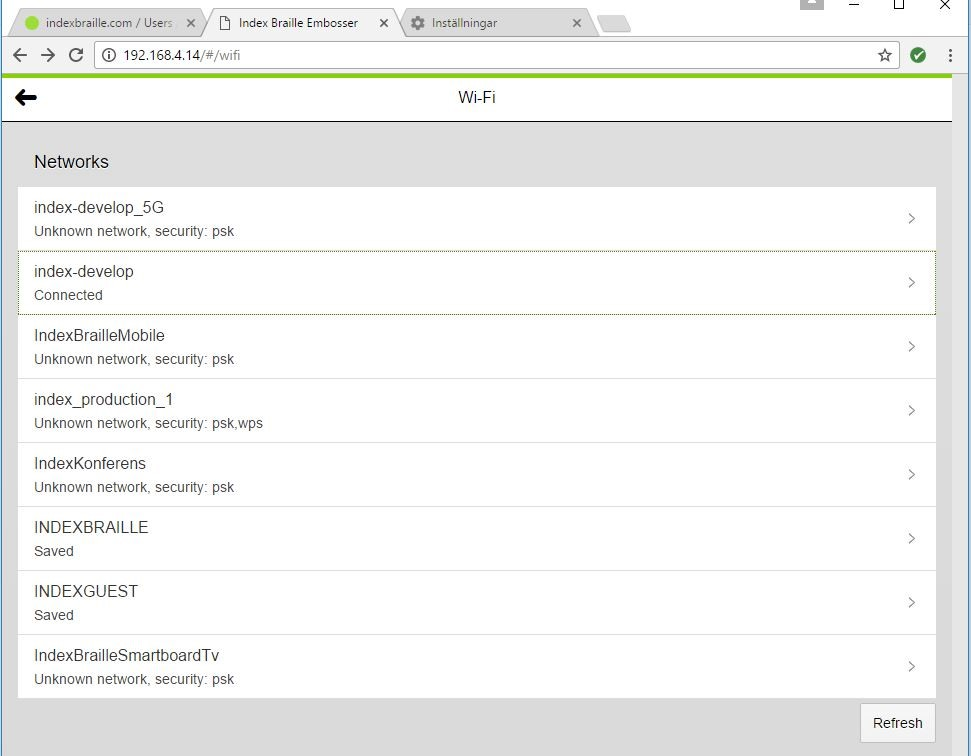 indexbraille.com / Users
Index Braille Embosser
Inställningar
192.168.4.14/#/wifi
Wi-Fi
Networks
index-develop_5G
Unknown network, security: psk
index-develop
Connected
IndexBrailleMobile
Unknown network, security: psk
index_production_1
Unknown network, security: psk,wps
IndexKonferens
Unknown network, security: psk
INDEXBRAILLE
Saved
INDEXGUEST
Saved
IndexBrailleSmartboardTv
Unknown network, security: psk
Refresh